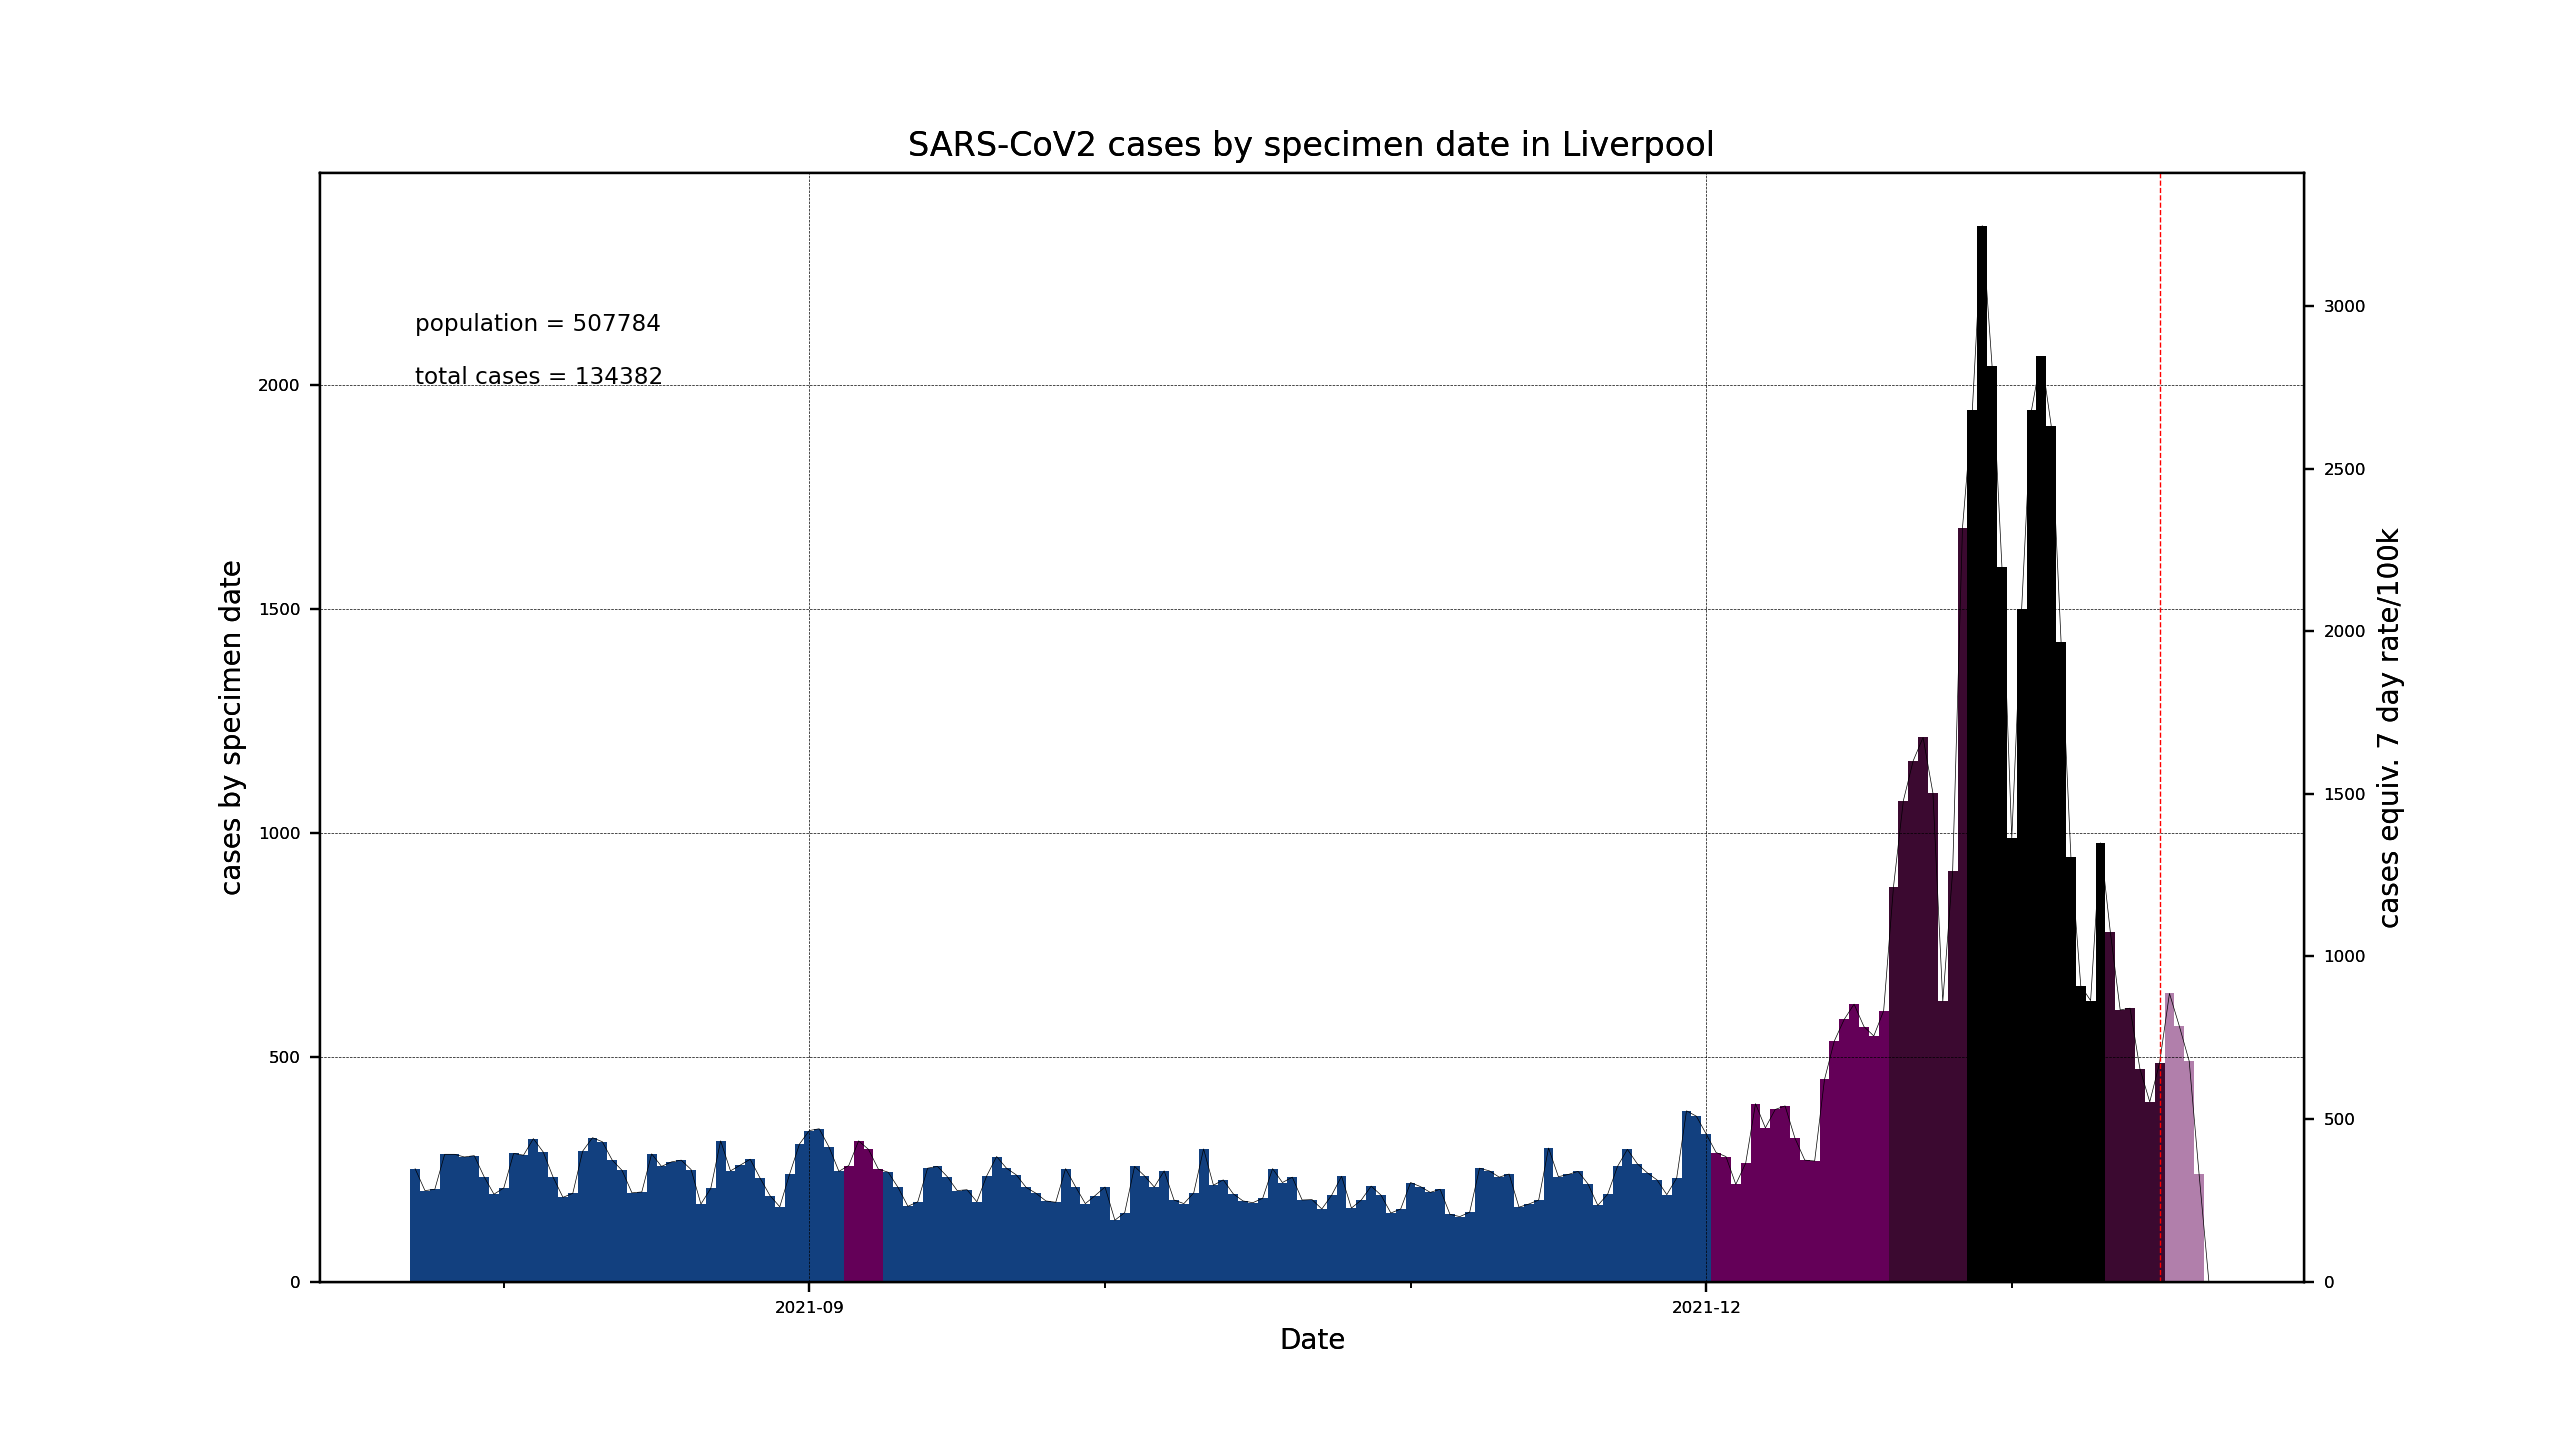 SARS-CoV2 cases by specimen date in Liverpool
population = 507784
total cases = 134382
cases by specimen date
2000
1500
1000
500
0
3000
2500
2000
1500
1000
500
0
cases equiv. 7 day rate/100k
2021-09
2021-12
Date